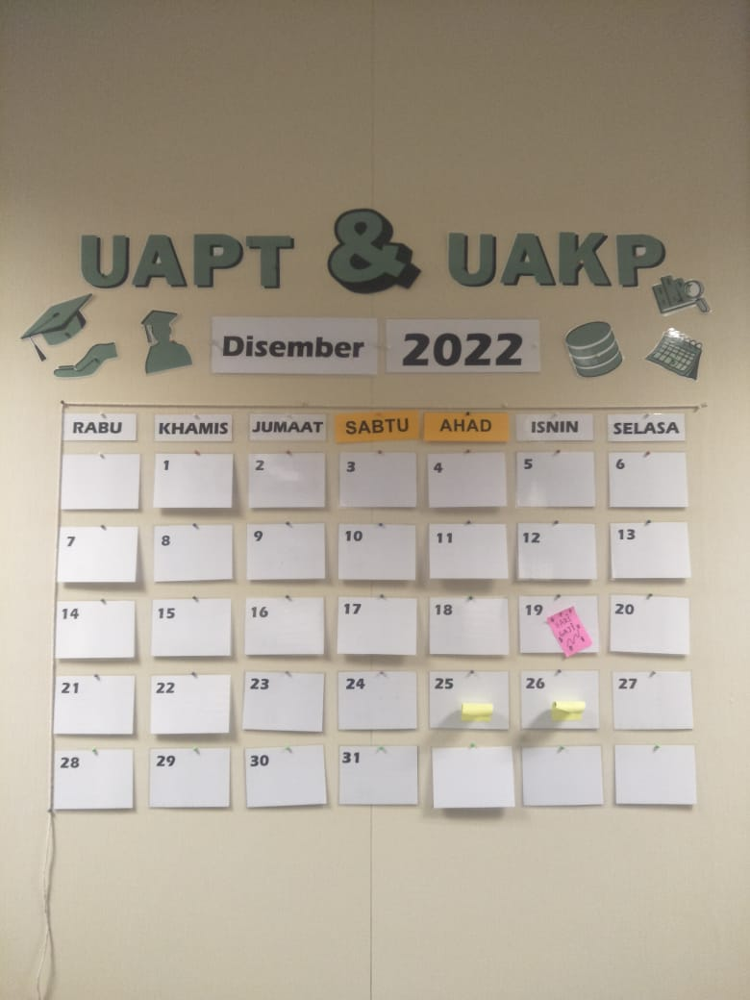 UAPT & UAKP
Disember 2022
RABU KHAMIS JUMAAT SABTU AHAD ISNIN SELASA
1 2 3 4 5 6
7 8 9 10 11 12 13
14 15 16 17 18 19 20
HARI
GAJI
21 22 23 24 25 26 27
28 29 30 31